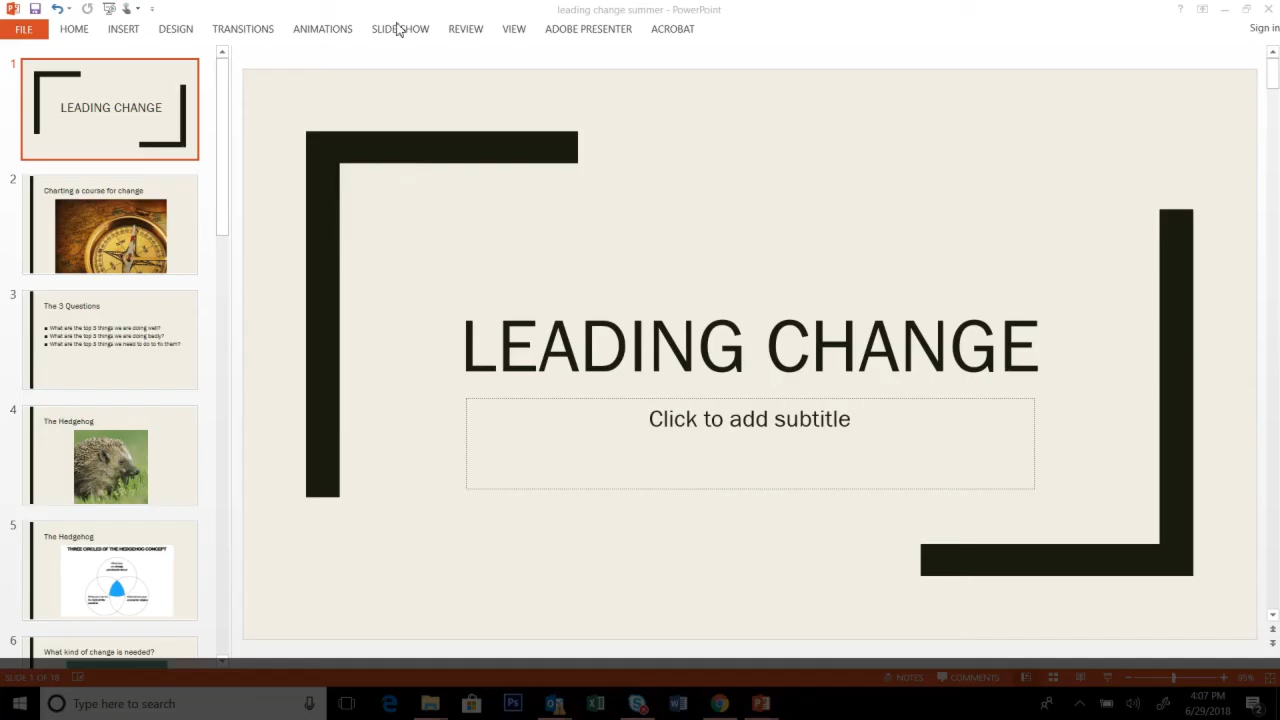 leading change summer - PowerPoint
FILE HOME INSERT DESIGN TRANSITIONS ANIMATIONS SLIDESHOW REVIEW VIEW ADOBE PRESENTER ACROBAT
Sign in
1
LEADING CHANGE
2
Charting a course for change
3
The 3 Questions
What are the top 3 things we are doing well?
What are the top 3 things we are doing badly?
What are the top 3 things we need to do to fix them?
4
The Hedgehog
5
The Hedgehog
THREE CIRCLES OF THE HEDGEHOG CONCEPT
6
What kind of change is needed?
LEADING CHANGE
Click to add subtitle
SLIDE 1 OF 18
NOTES COMMENTS
95%
Type here to search
4:07 PM
6/29/2018